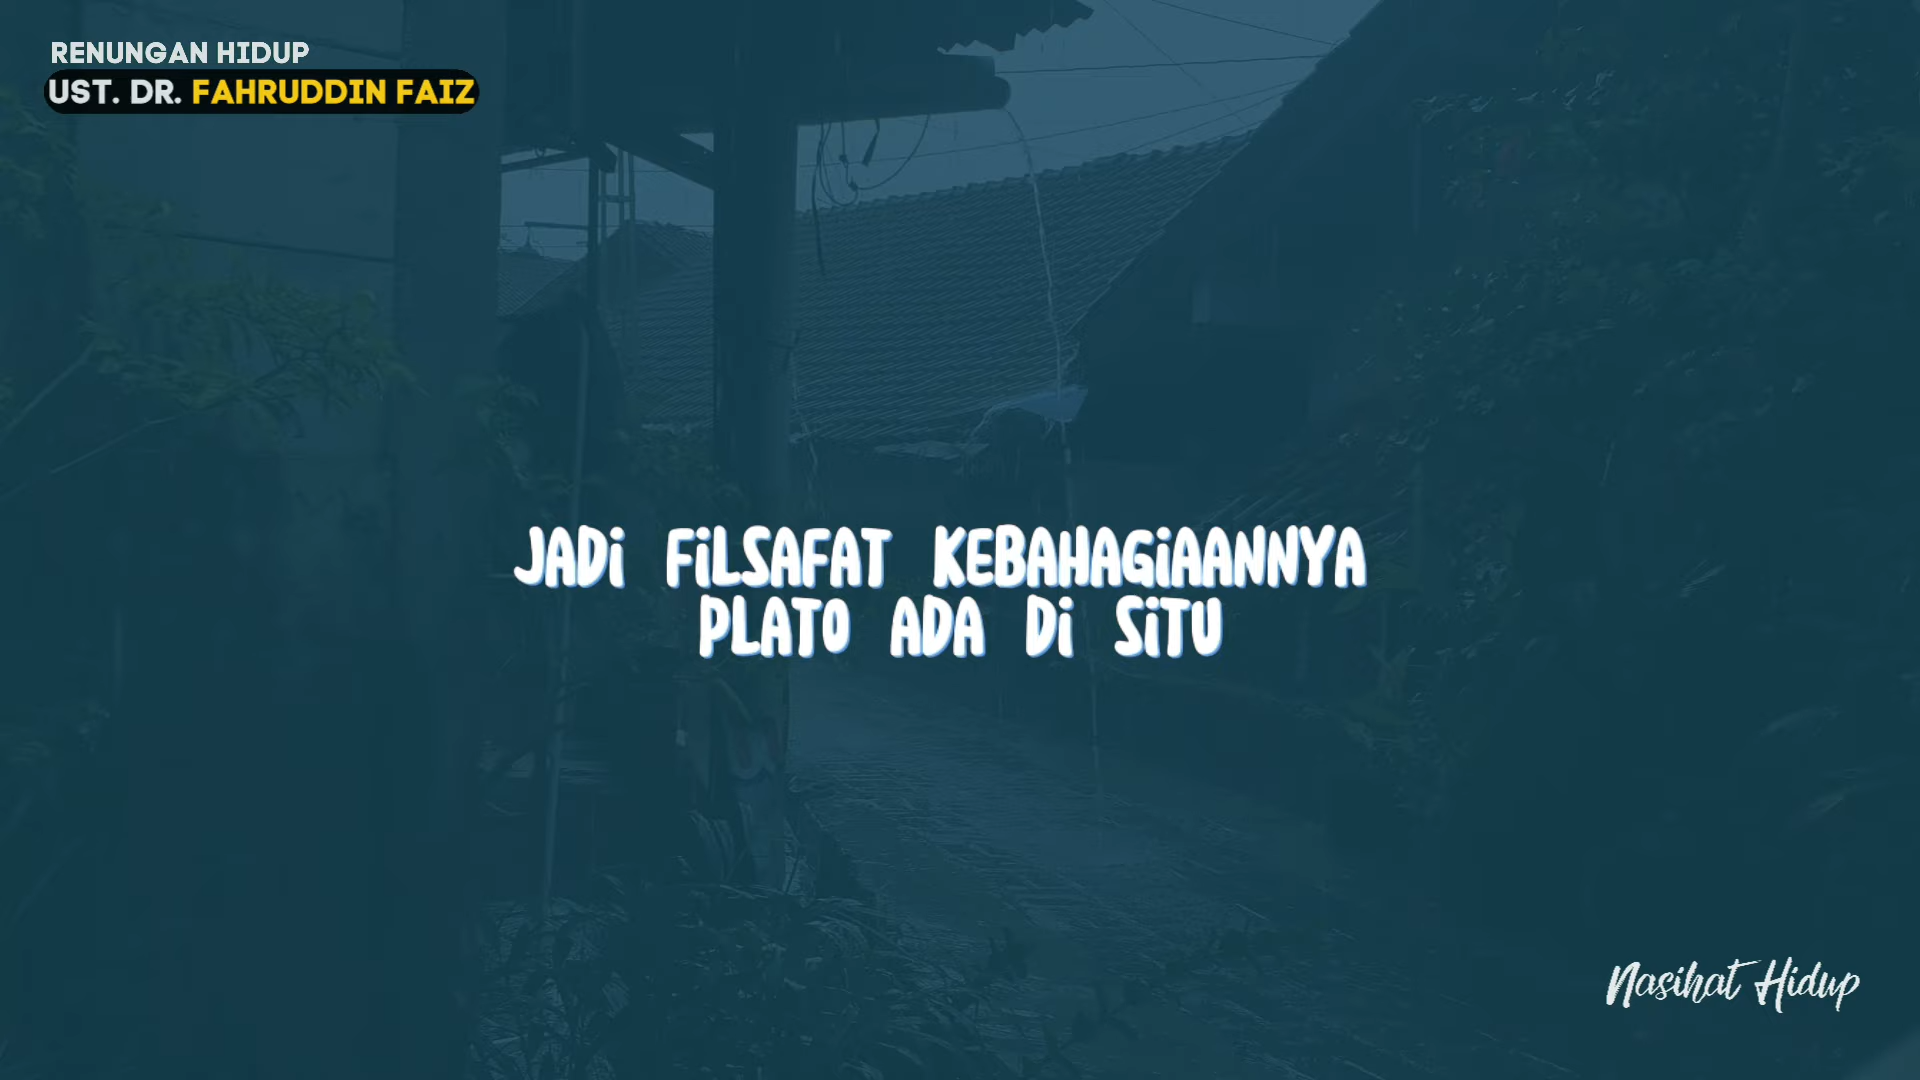 RENUNGAN HIDUP
UST. DR. FAHRUDDIN FAIZ
JADI FILSAFAT KEBAHAGIAANNYA
PLATO ADA DI SITU
Nasihat Hidup